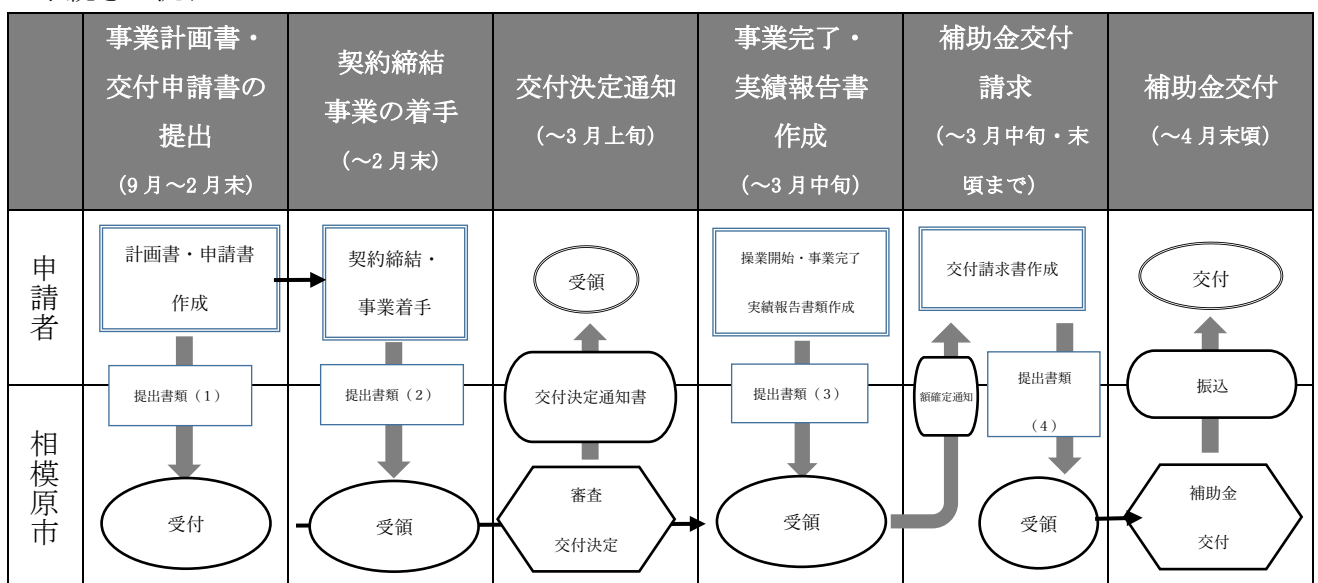 事業計画書・
交付申請書の
提出
(9月～2月末)
契約締結
事業の着手
(～2月末)
交付決定通知
(～3月上旬)
事業完了・
実績報告書
作成
(～3月中旬)
補助金交付
請求
(～3月中旬・末
頃まで)
補助金交付
(～4月末頃)
申請者
計画書・申請書
作成
契約締結・
事業着手
受領
操業開始・事業完了
実績報告書類作成
交付請求書作成
交付
提出書類（1）
提出書類（2）
交付決定通知書
提出書類（3）
額確定通知
提出書類
（4）
振込
相模原市
受付
受領
審査
交付決定
受領
受領
補助金
交付